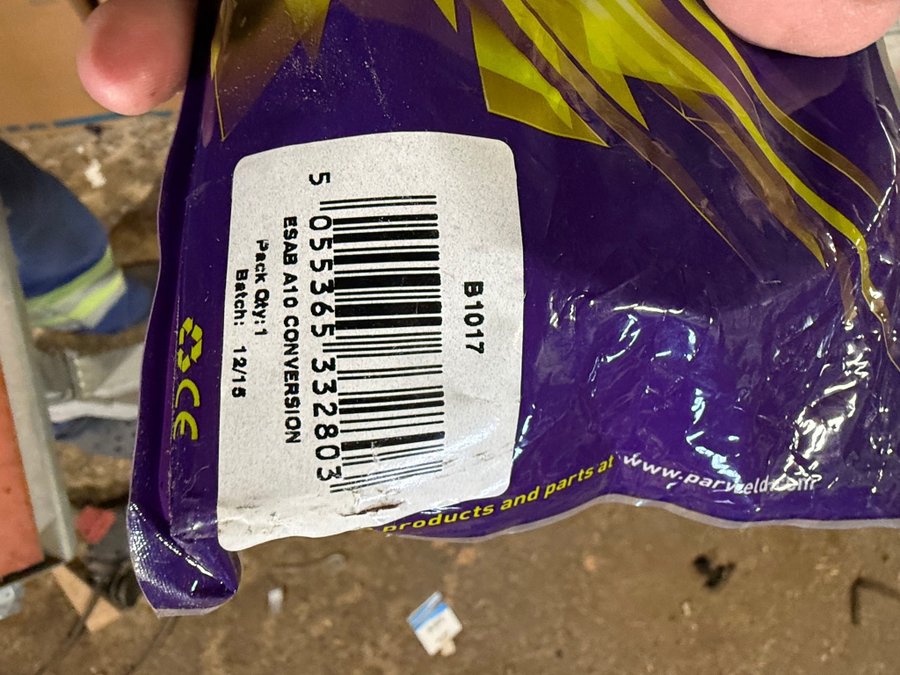 B1017
5 055365 332803
ESAB A10 CONVERSION
Pack Qty:1
Batch: 12/15
CE
products and parts at www.parweld.com